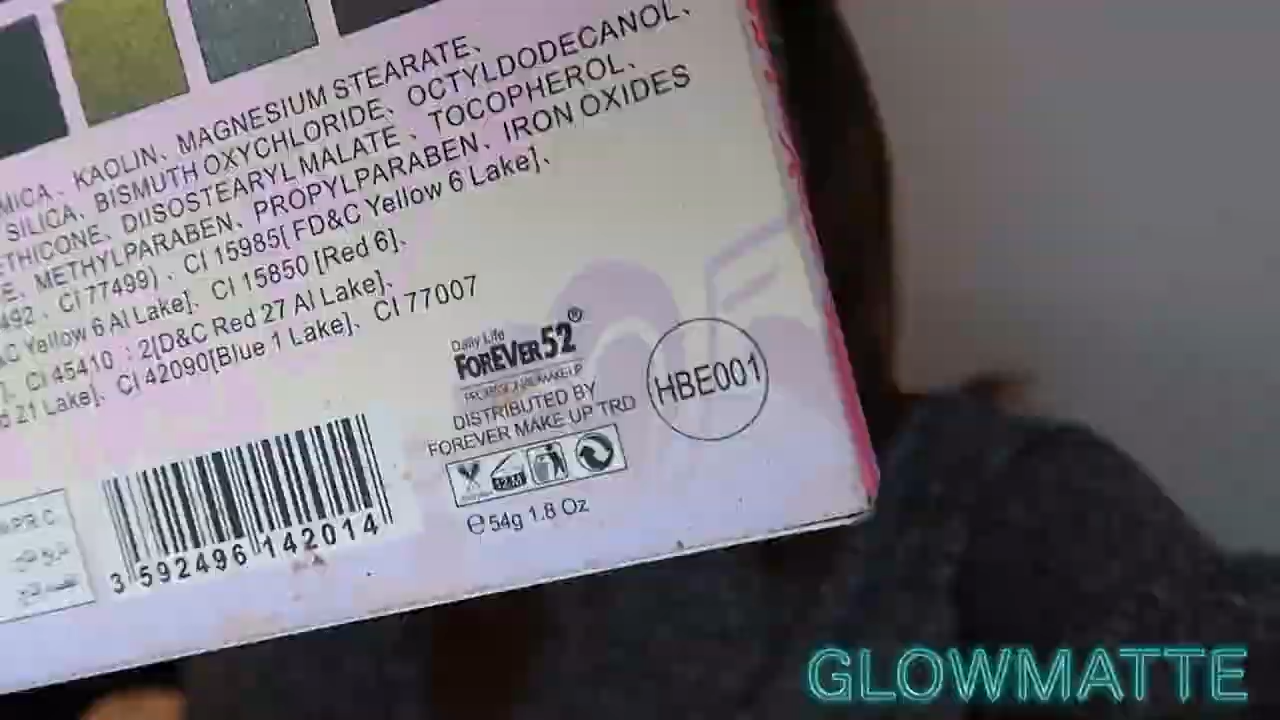 MICA、KAOLIN、MAGNESIUM STEARATE、
SILICA、BISMUTH OXYCHLORIDE、OCTYLDODECANOL、
ETHICONE、DIISOSTEARYL MALATE、TOCOPHEROL、
E、METHYLPARABEN、PROPYLPARABEN、IRON OXIDES
492、CI 77499)、CI 15985[ FD&C Yellow 6 Lake]、
&C Yellow 6 Al Lake]、CI 15850 [Red 6]、
]、CI 45410 : 2[D&C Red 27 Al Lake]、
d 21 Lake]、CI 42090[Blue 1 Lake]、CI 77007
Daily Life
FOREVER52®
DISTRIBUTED BY
FOREVER MAKE UP TRD
HBE001
e 54g 1.8 Oz
P.R.C.
3 592496 142014
GLOWMATTE